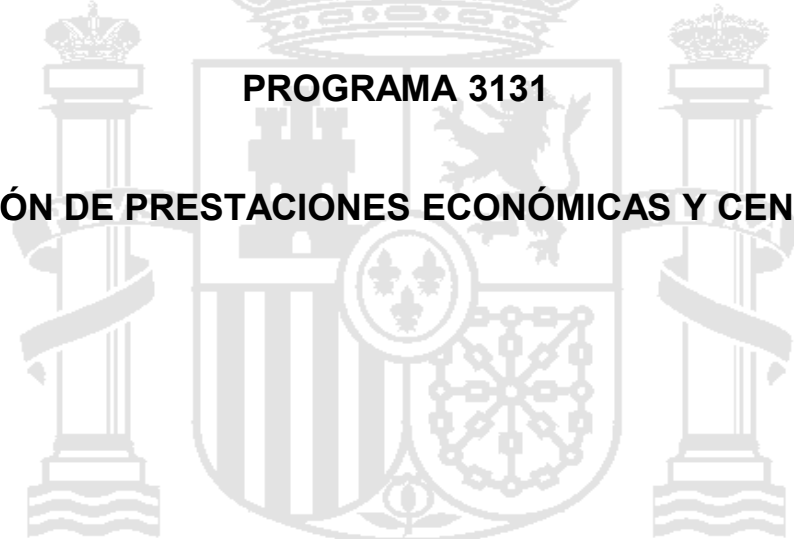 PROGRAMA 3131
ÓN DE PRESTACIONES ECONÓMICAS Y CEN